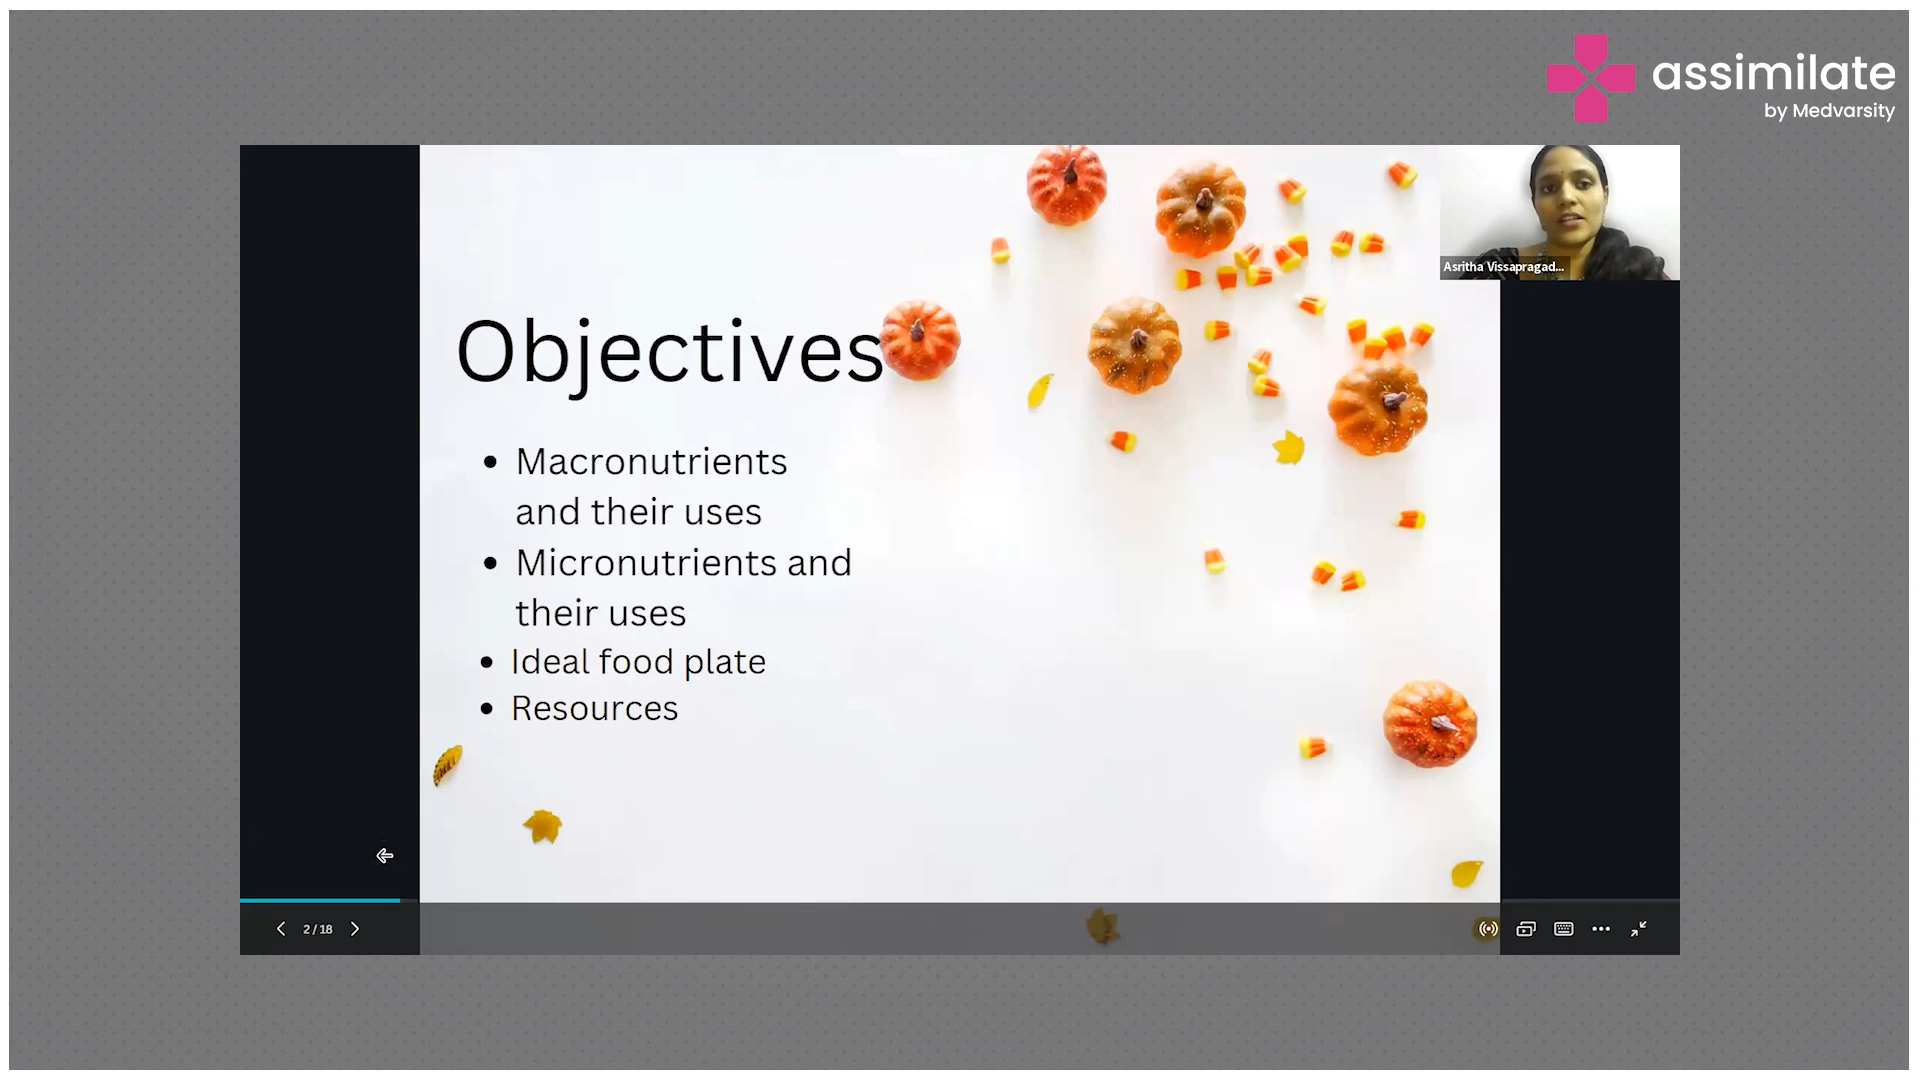 assimilate
by Medvarsity
Asritha Vissapragad...
Objectives
• Macronutrients
and their uses
• Micronutrients and
their uses
• Ideal food plate
• Resources
2 / 18